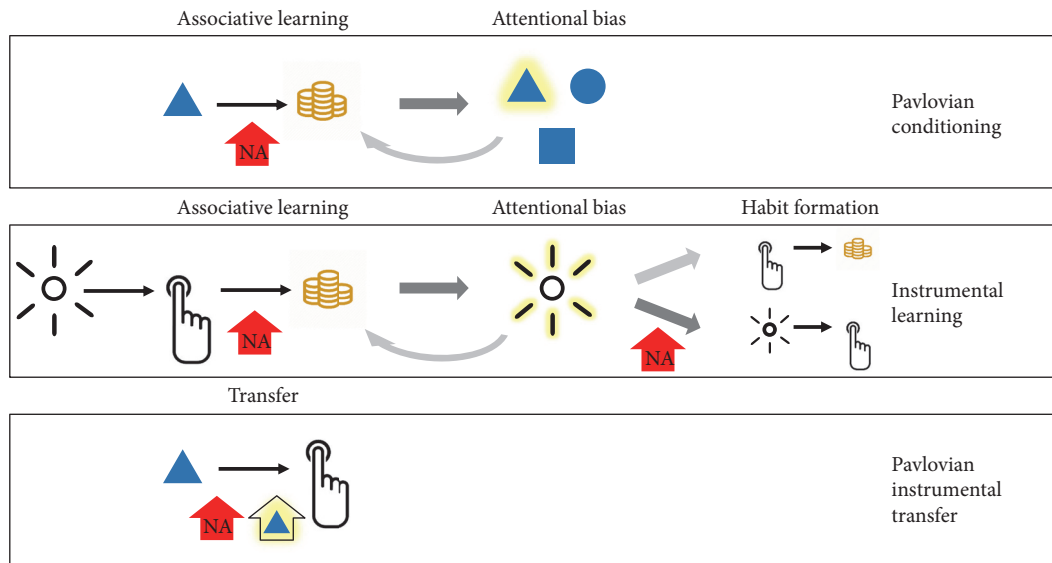 Associative learning
Attentional bias
NA
Pavlovian
conditioning
Associative learning
Attentional bias
Habit formation
NA
NA
Instrumental
learning
Transfer
NA
Pavlovian
instrumental
transfer